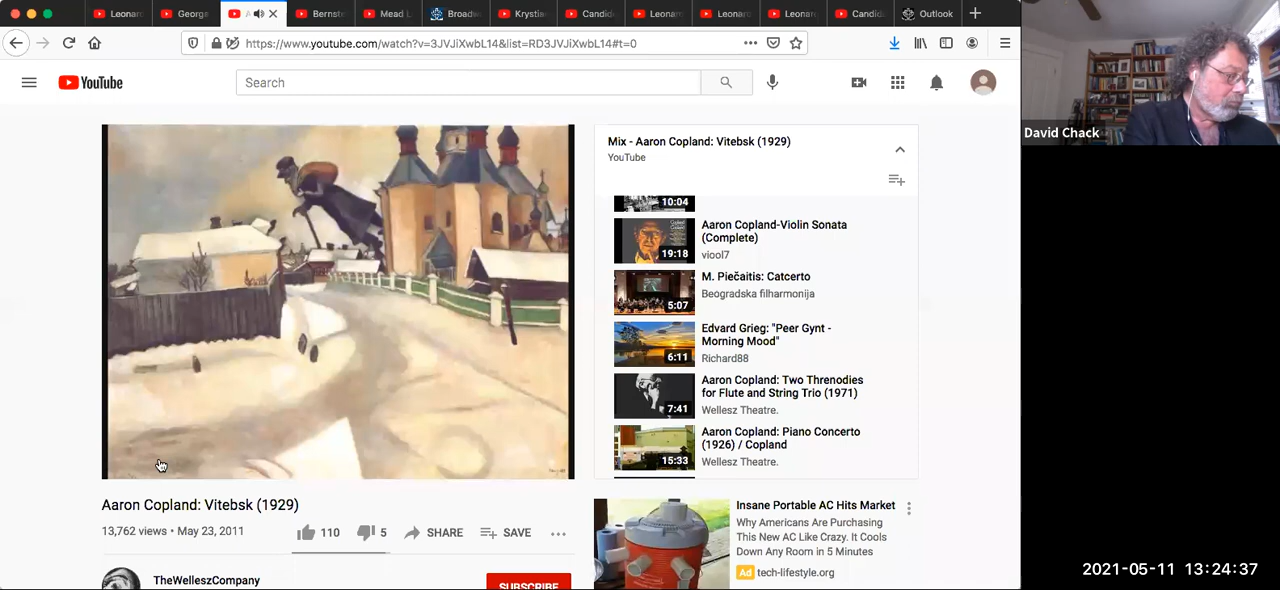 Leonard
George
A
Bernst
Mead L
Broadw
Krystia
Candid
Leonar
Leonar
Leonar
Candid
Outlook
https://www.youtube.com/watch?v=3JVJiXwbL14&list=RD3JVJiXwbL14#t=0
YouTube
Search
David Chack
Mix - Aaron Copland: Vitebsk (1929)
YouTube
10:04
Aaron Copland-Violin Sonata
(Complete)
viool7
19:18
M. Piečaitis: Catcerto
Beogradska filharmonija
5:07
Edvard Grieg: "Peer Gynt -
Morning Mood"
Richard88
6:11
Aaron Copland: Two Threnodies
for Flute and String Trio (1971)
Wellesz Theatre.
7:41
Aaron Copland: Piano Concerto
(1926) / Copland
Wellesz Theatre.
15:33
Aaron Copland: Vitebsk (1929)
13,762 views • May 23, 2011
110
5
SHARE
SAVE
TheWelleszCompany
SUBSCRIBE
Insane Portable AC Hits Market
Why Americans Are Purchasing
This New AC Like Crazy. It Cools
Down Any Room in 5 Minutes
Ad tech-lifestyle.org
2021-05-11 13:24:37